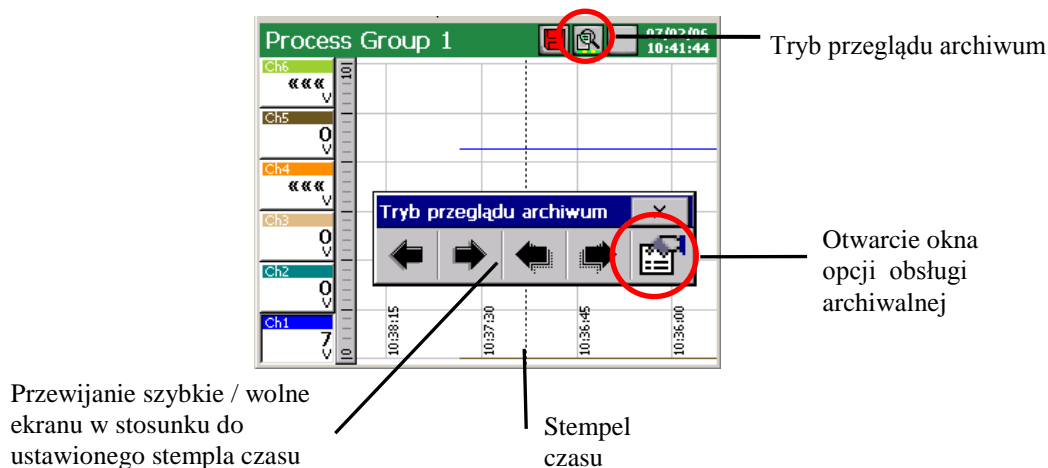 Process Group 1
07/02/06
10:41:44
Tryb przeglądu archiwum
Ch6
«««
V
101
Ch5
0
V
Ch4
«««
V
Ch3
0
V
Ch2
0
V
Ch1
7
V
10
Tryb przeglądu archiwum
Otwarcie okna
opcji obsługi
archiwalnej
10:38:15
10:37:30
10:36:45
10:36:00
Przewijanie szybkie / wolne
ekranu w stosunku do
ustawionego stempla czasu
Stempel
czasu